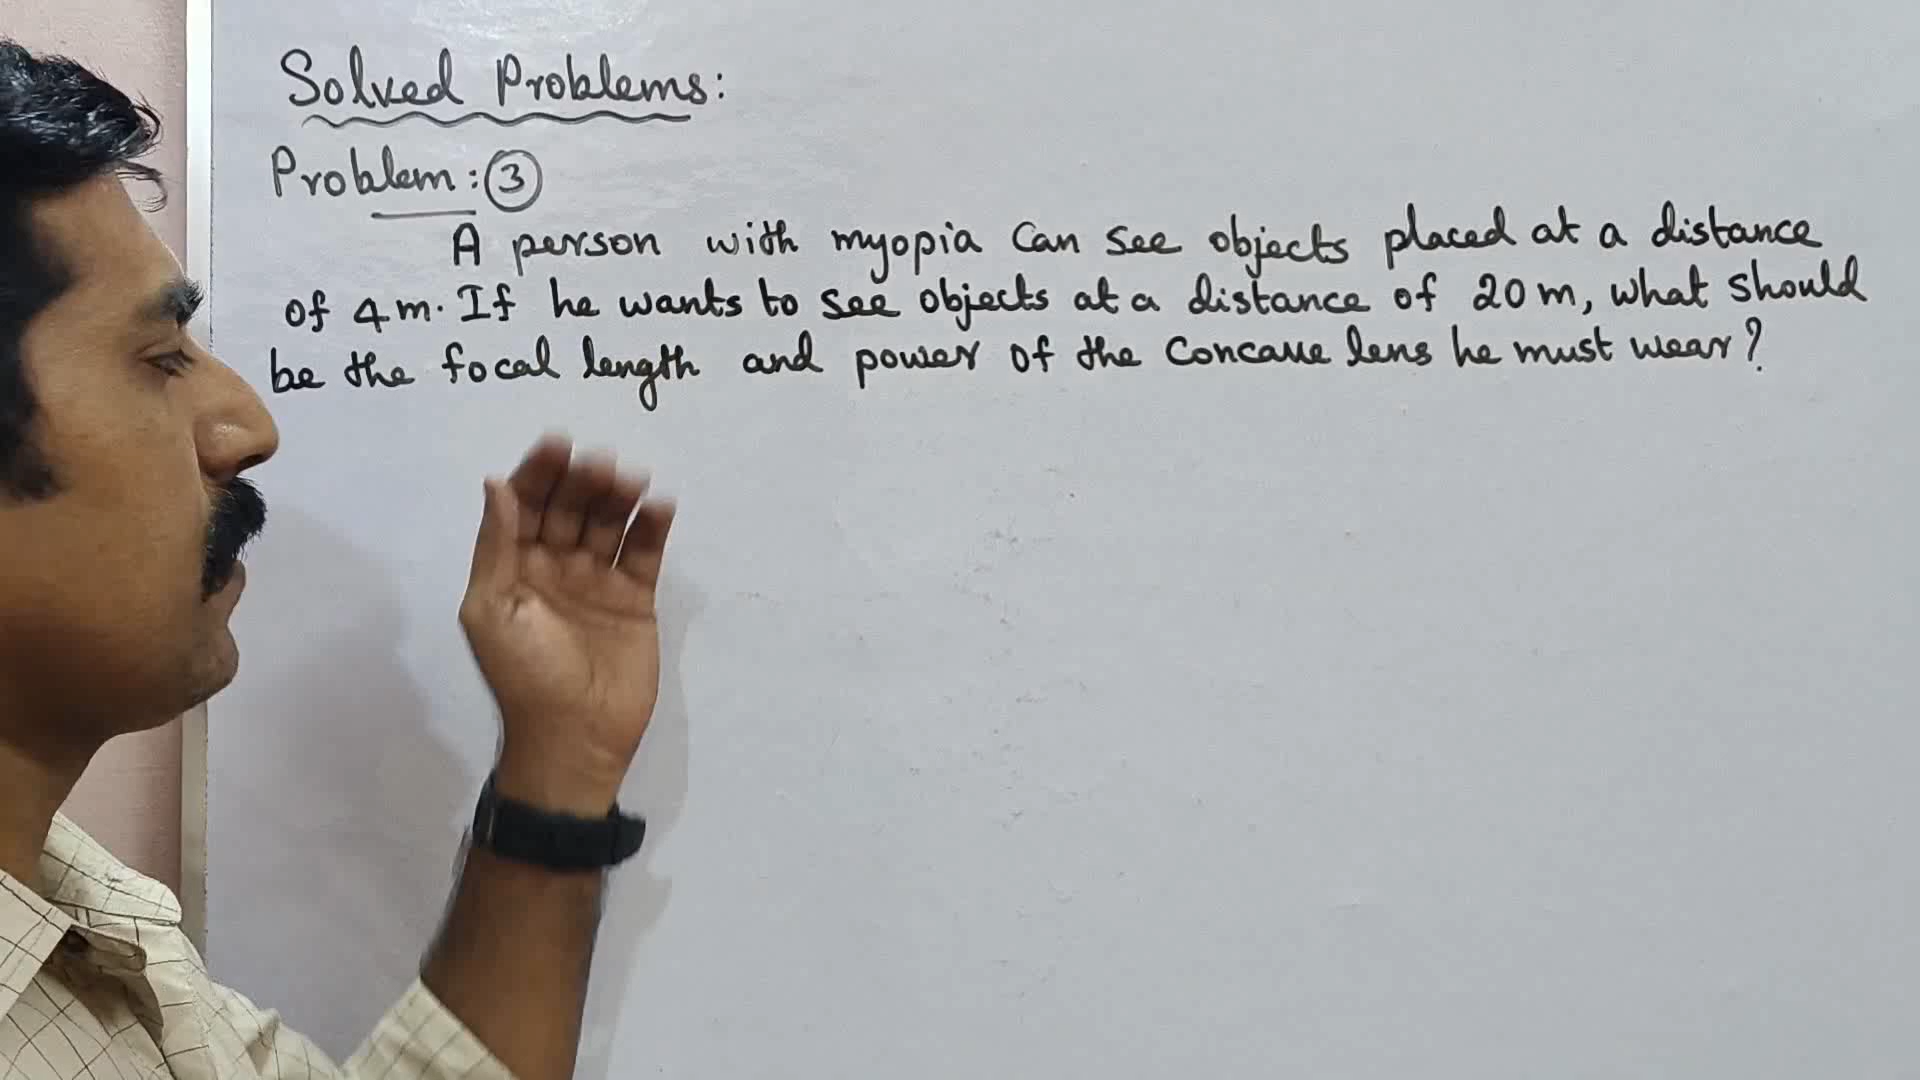 Solved Problems:
Problem: 3
A person with myopia can see objects placed at a distance
of 4 m. If he wants to see objects at a distance of 20 m, what should
be the focal length and power of the concave lens he must wear?